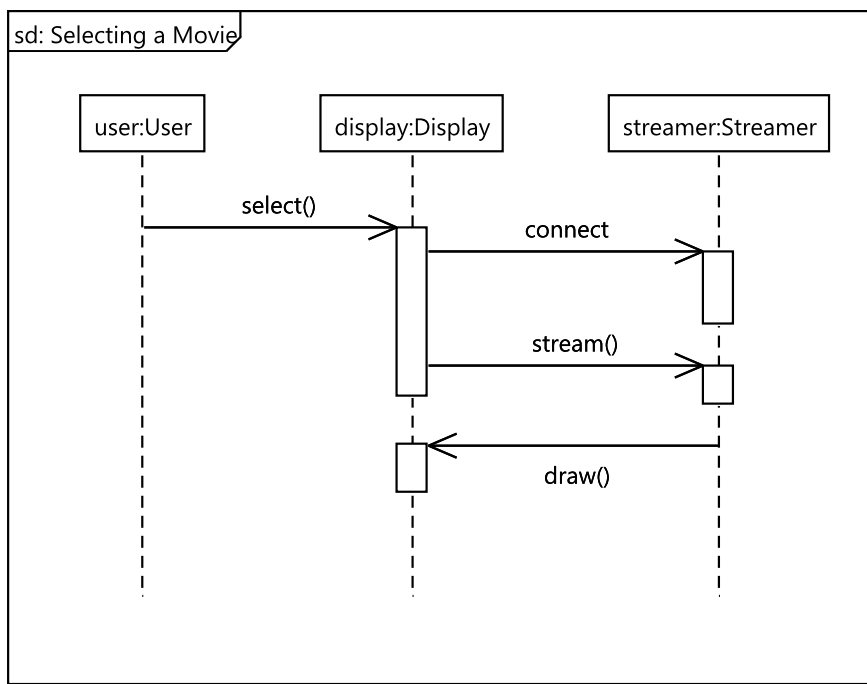 sd: Selecting a Movie
user:User
display:Display
streamer:Streamer
select()
connect
stream()
draw()